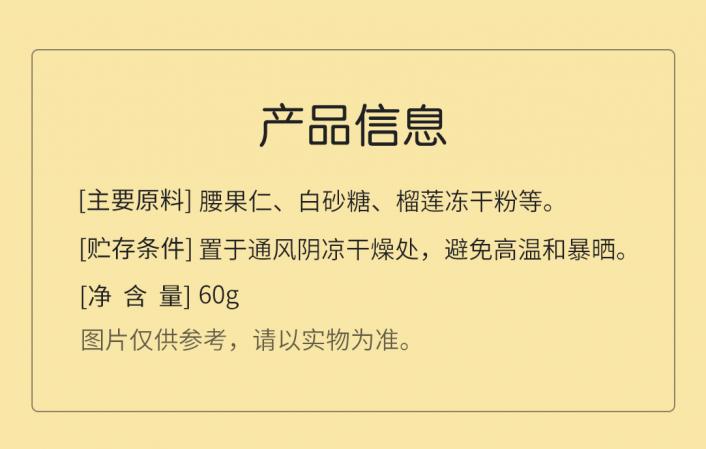 产品信息
[主要原料] 腰果仁、白砂糖、榴莲冻干粉等。
[贮存条件] 置于通风阴凉干燥处，避免高温和暴晒。
[净 含 量] 60g
图片仅供参考，请以实物为准。